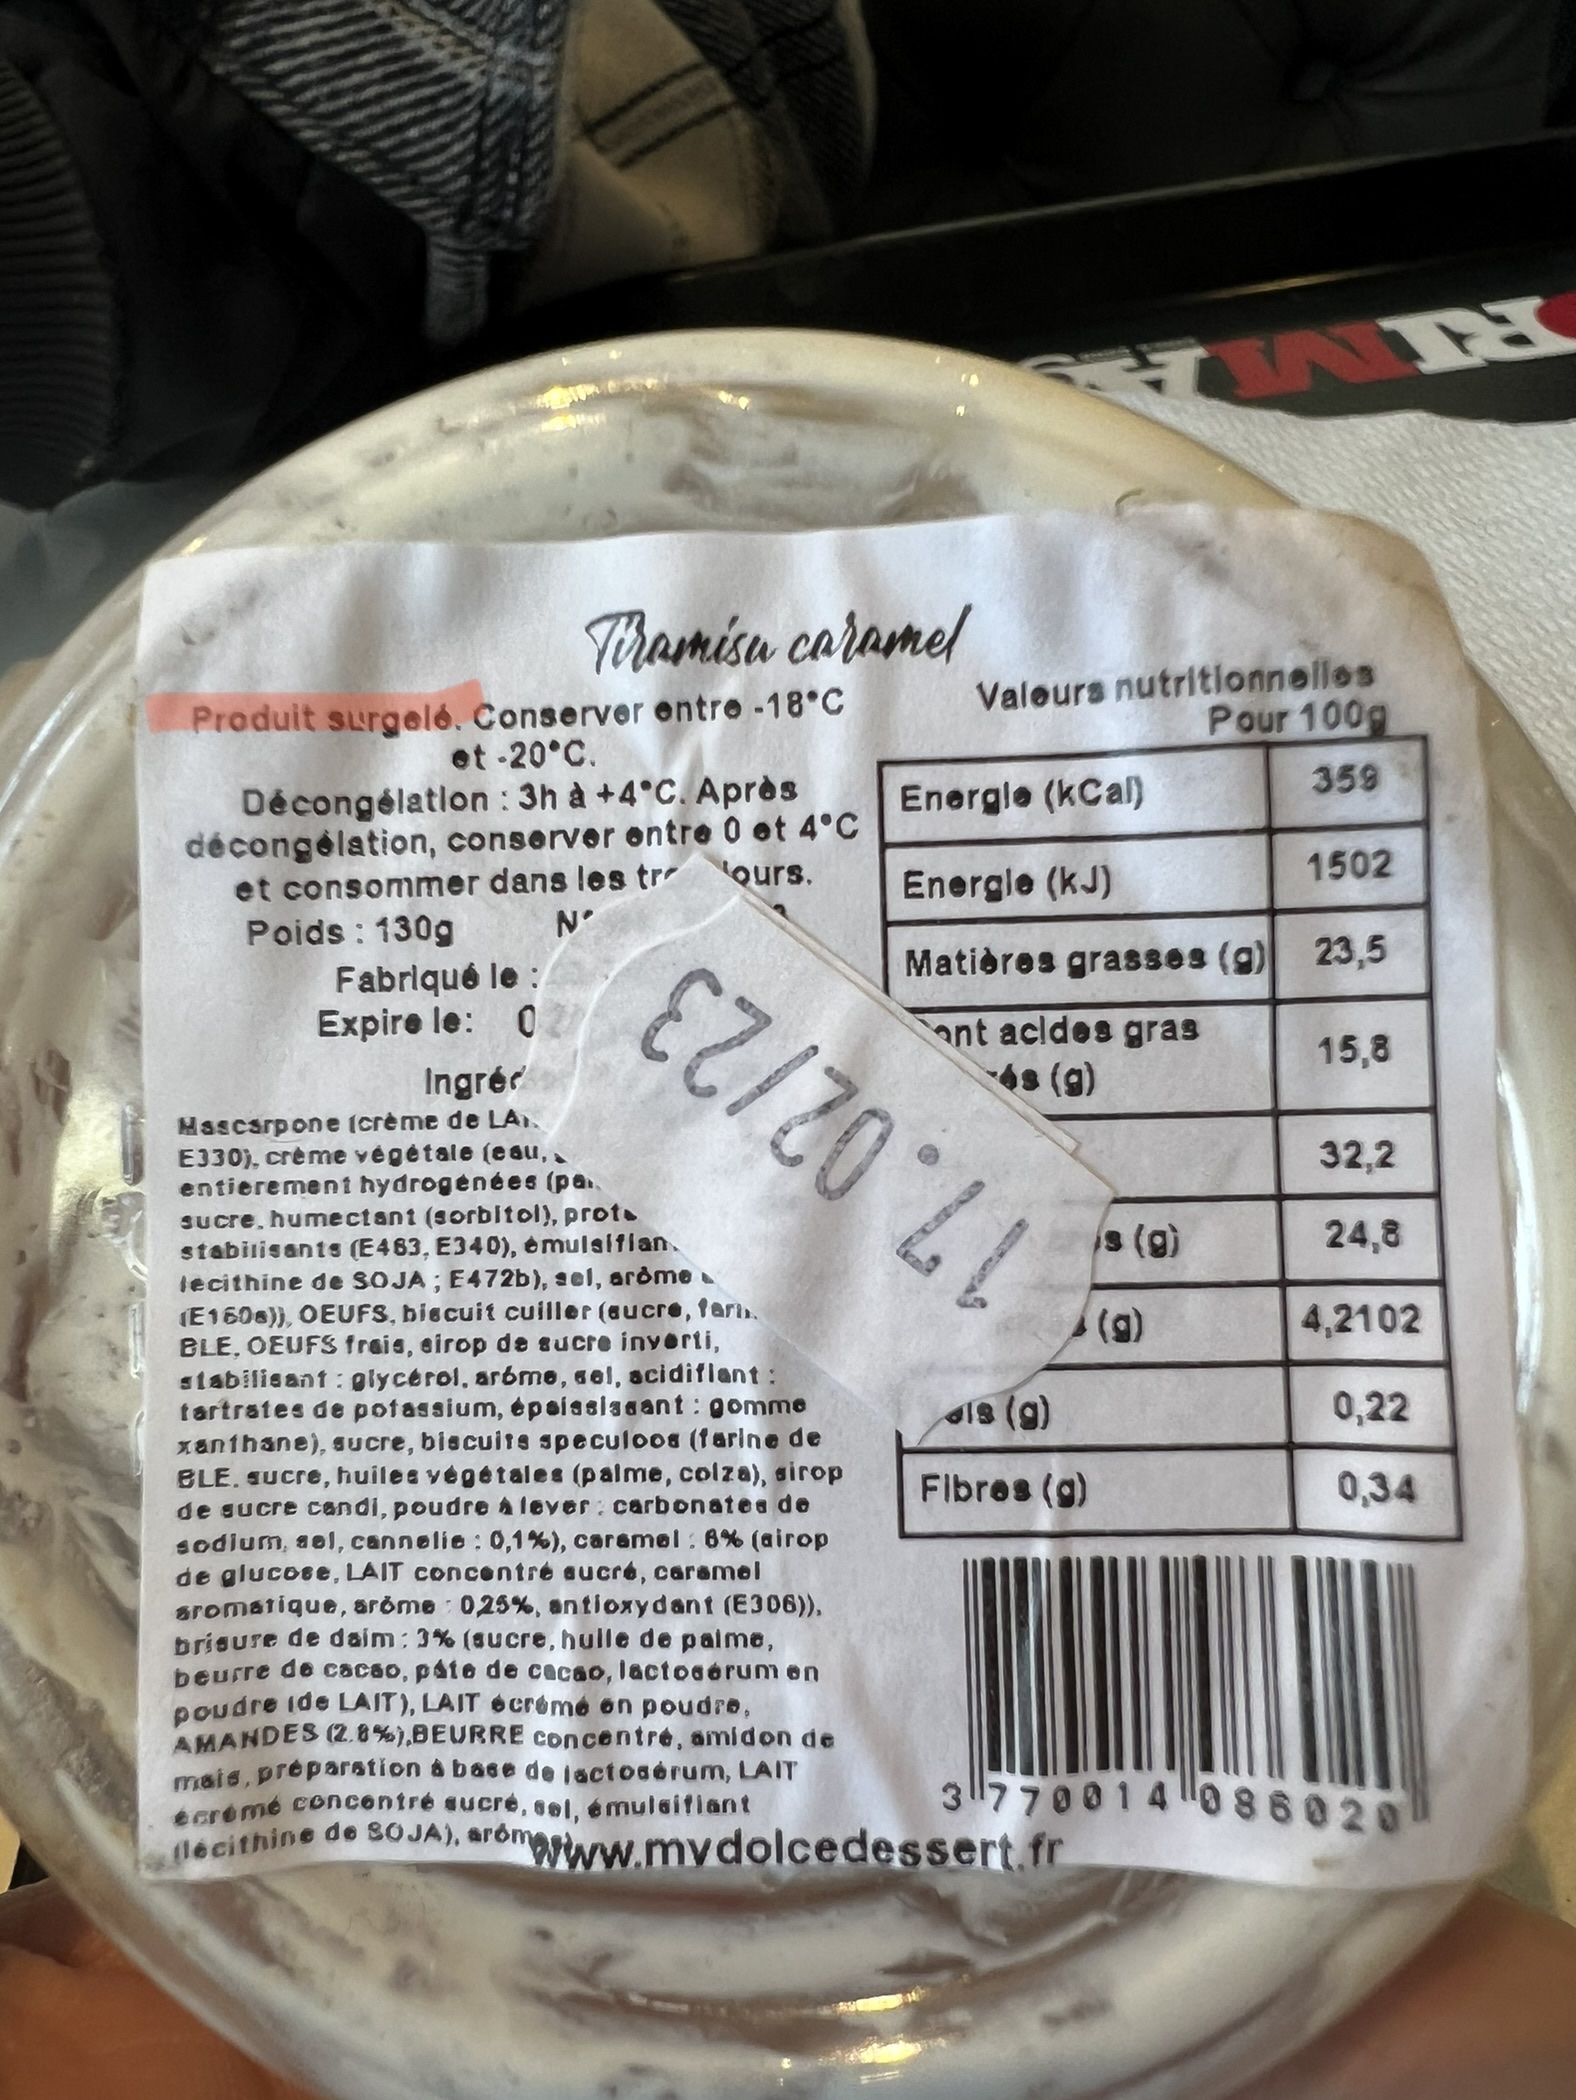 Tiramisu caramel
Produit surgelé. Conserver entre -18°C
et -20°C.
Décongélation : 3h à +4°C. Après
décongélation, conserver entre 0 et 4°C
et consommer dans les
Poids : 130g
Fabriqué le :
Expire le:
Mascarpone (crème de
E330), crème végétale (eau,
entierement hydrogénées
sucre, humectant (sorbitol),
stabilisants (E463, E340),
lécithine de SOJA ; E472b), sel, arôme
(E160a)), OEUFS, biscuit cuiller (sucre,
BLE, OEUFS frais, sirop de sucre inverti,
stabilisant : glycérol, arôme, sel, acidifiant :
tartrates de potassium, épaississant : gomme
xanthane), sucre, biscuits speculoos (farine de
BLE, sucre, huiles végétales (palme, colza), sirop
de sucre candi, poudre à lever : carbonates de
sodium, sel, cannelle : 0,1%), caramel : 6% (sirop
de glucose, LAIT concentré sucré, caramel
aromatique, arôme : 0,25%, antioxydant (E306)),
brisure de daim : 3% (sucre, huile de palme,
beurre de cacao, pâte de cacao, lactosérum en
poudre (de LAIT), LAIT écrémé en poudre,
AMANDES (2.8%),BEURRE concentré, amidon de
mais, préparation à base de lactosérum, LAIT
écrémé concentré sucré, sel, émulsifiant
(lécithine de SOJA), arômes)
17.02/23
Valeurs nutritionnelles
Pour 100g
Energie (kCal) 359
Energie (kJ) 1502
Matières grasses (g) 23,5
acides gras
(g) 15,8
32,2
(g) 24,8
(g) 4,2102
(g) 0,22
Fibres (g) 0,34
3 770014 086020
www.mydolcedessert.fr